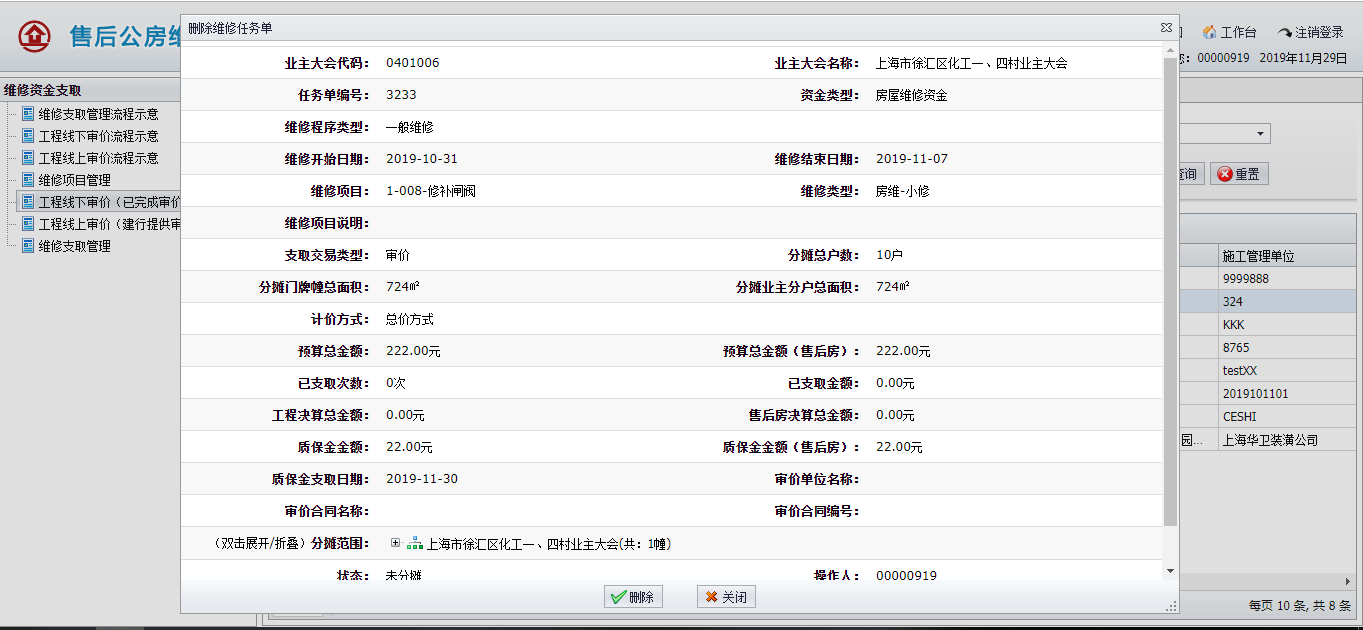 售后公房维
工作台
注销登录
00000919 2019年11月29日
维修资金支取
维修支取管理流程示意
工程线下审价流程示意
工程线上审价流程示意
维修项目管理
工程线下审价（已完成审价
工程线上审价（建行提供审
维修支取管理
删除维修任务单
业主大会代码： 0401006 业主大会名称： 上海市徐汇区化工一、四村业主大会
任务单编号： 3233 资金类型： 房屋维修资金
维修程序类型： 一般维修
维修开始日期： 2019-10-31 维修结束日期： 2019-11-07
维修项目： 1-008-修补闸阀 维修类型： 房维-小修
维修项目说明：
支取交易类型： 审价 分摊总户数： 10户
分摊门牌幢总面积： 724㎡ 分摊业主分户总面积： 724㎡
计价方式： 总价方式
预算总金额： 222.00元 预算总金额（售后房）： 222.00元
已支取次数： 0次 已支取金额： 0.00元
工程决算总金额： 0.00元 售后房决算总金额： 0.00元
质保金金额： 22.00元 质保金金额（售后房）： 22.00元
质保金支取日期： 2019-11-30 审价单位名称：
审价合同名称： 审价合同编号：
（双击展开/折叠）分摊范围： 上海市徐汇区化工一、四村业主大会(共：1幢)
状态： 未分摊 操作人： 00000919
删除 关闭
查询 重置
施工管理单位
9999888
324
KKK
8765
testXX
2019101101
CESHI
园... 上海华卫装潢公司
每页 10 条, 共 8 条